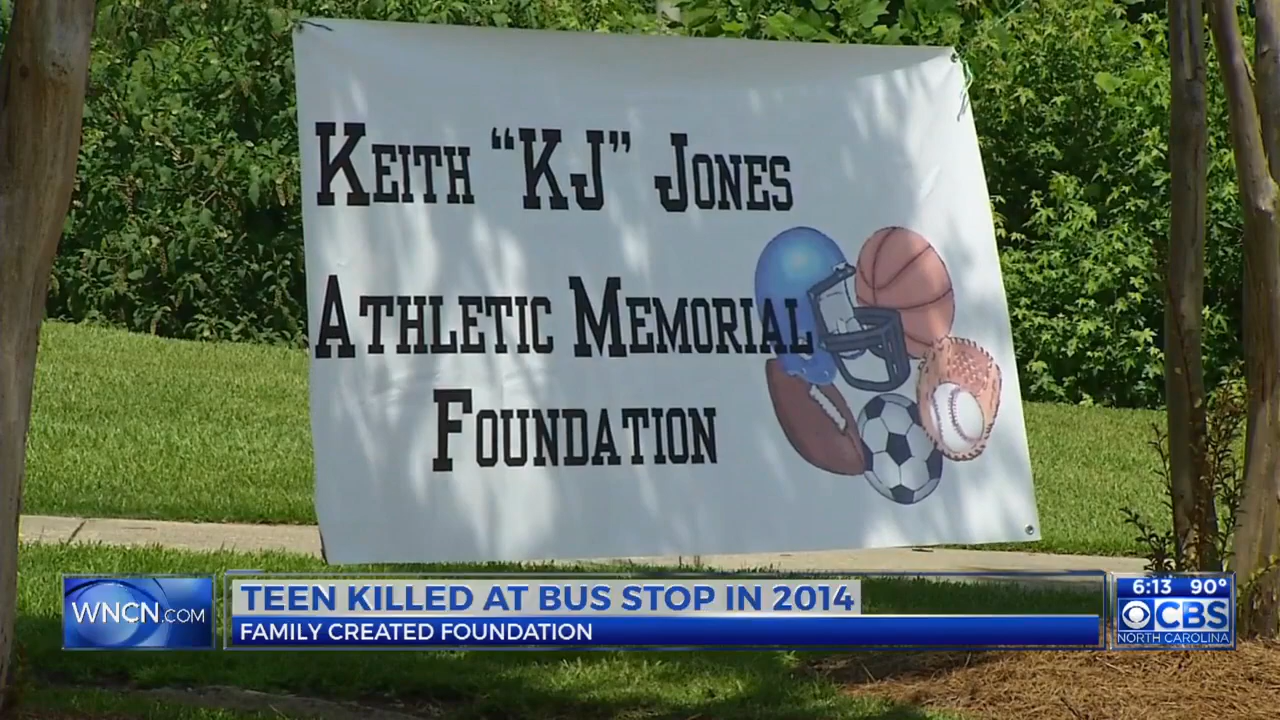 KEITH "KJ" JONES
ATHLETIC MEMORIAL
FOUNDATION
WNCN.COM
TEEN KILLED AT BUS STOP IN 2014
FAMILY CREATED FOUNDATION
6:13 90°
CBS
NORTH CAROLINA